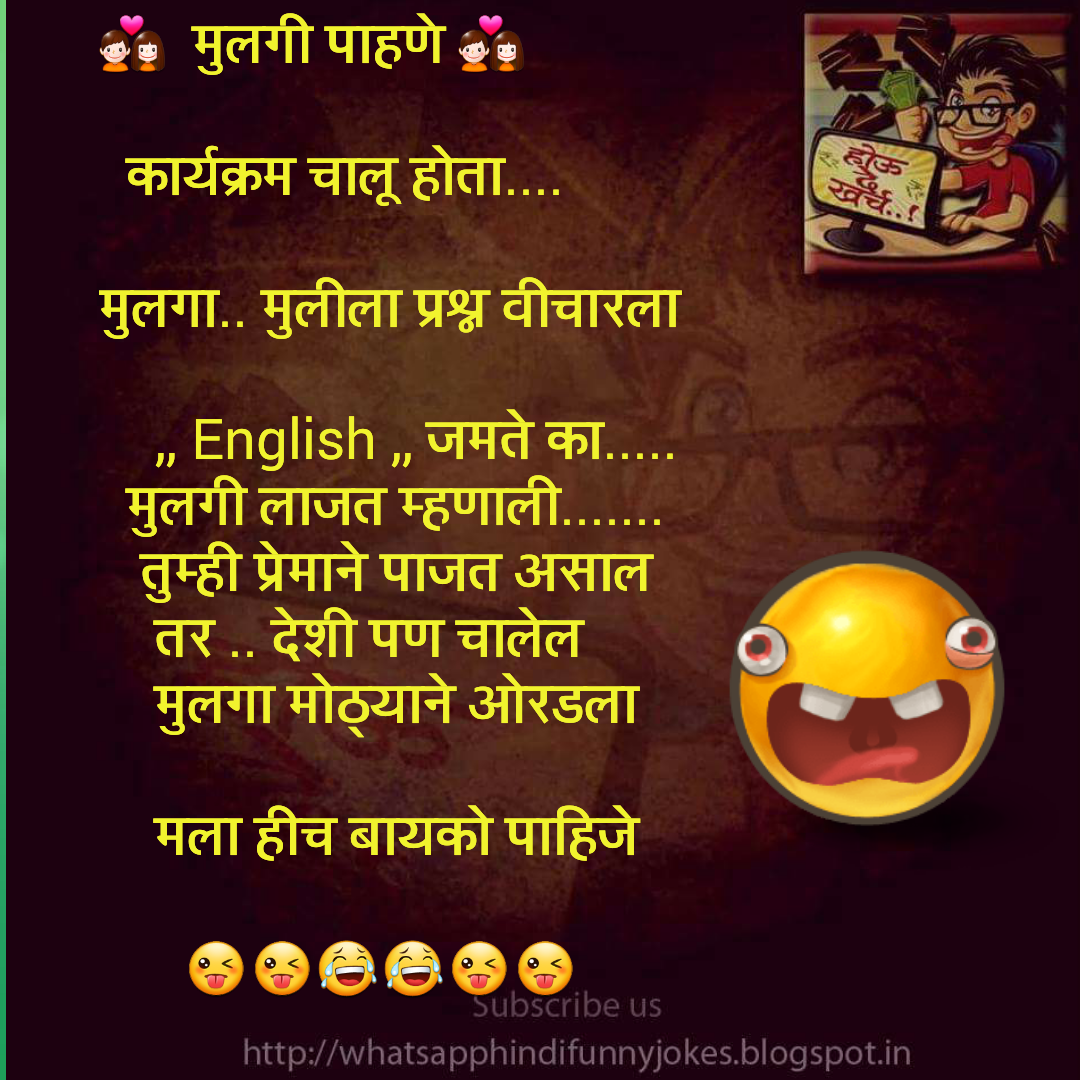 💑 मुलगी पाहणे 💑
होऊ
दे
खर्च..!
कार्यक्रम चालू होता....
मुलगा.. मुलीला प्रश्न वीचारला
„ English „ जमते का.....
मुलगी लाजत म्हणाली.......
तुम्ही प्रेमाने पाजत असाल
तर .. देशी पण चालेल
मुलगा मोठ्याने ओरडला
मला हीच बायको पाहिजे
😜😜😂😂😜😜
Subscribe us
http://whatsapphindifunnyjokes.blogspot.in